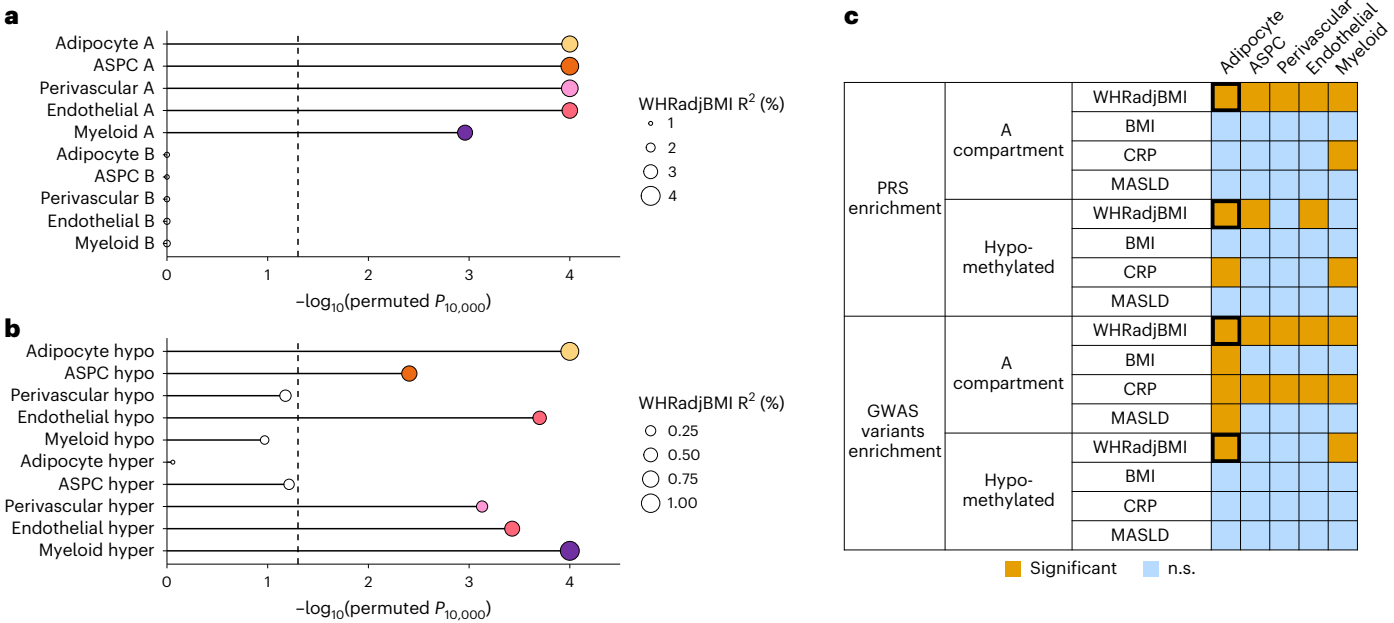 a
Adipocyte A
ASPC A
Perivascular A
Endothelial A
Myeloid A
Adipocyte B
ASPC B
Perivascular B
Endothelial B
Myeloid B
0 1 2 3 4
–log10(permuted P10,000)
WHRadjBMI R2 (%)
1
2
3
4
b
Adipocyte hypo
ASPC hypo
Perivascular hypo
Endothelial hypo
Myeloid hypo
Adipocyte hyper
ASPC hyper
Perivascular hyper
Endothelial hyper
Myeloid hyper
0 1 2 3 4
–log10(permuted P10,000)
WHRadjBMI R2 (%)
0.25
0.50
0.75
1.00
c
Adipocyte
ASPC
Perivascular
Endothelial
Myeloid
PRS
enrichment
A
compartment
WHRadjBMI
BMI
CRP
MASLD
Hypo-
methylated
WHRadjBMI
BMI
CRP
MASLD
GWAS
variants
enrichment
A
compartment
WHRadjBMI
BMI
CRP
MASLD
Hypo-
methylated
WHRadjBMI
BMI
CRP
MASLD
Significant
n.s.